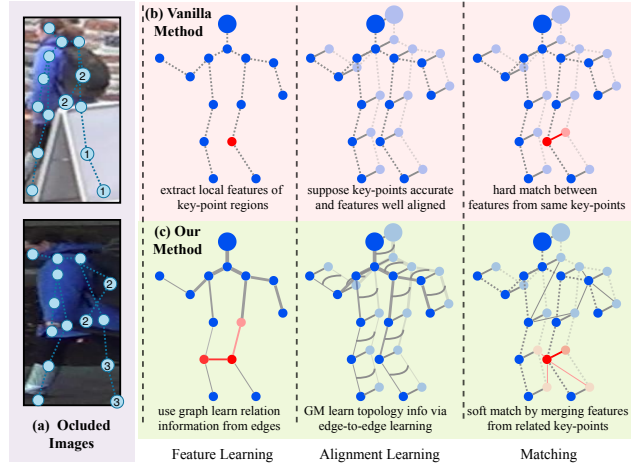 2
2
1
1
2
2
3
3
(a) Ocluded
Images
(b) Vanilla
Method
extract local features of
key-point regions
suppose key-points accurate
and features well aligned
hard match between
features from same key-points
(c) Our
Method
use graph learn relation
information from edges
GM learn topology info via
edge-to-edge learning
soft match by merging features
from related key-points
Feature Learning
Alignment Learning
Matching